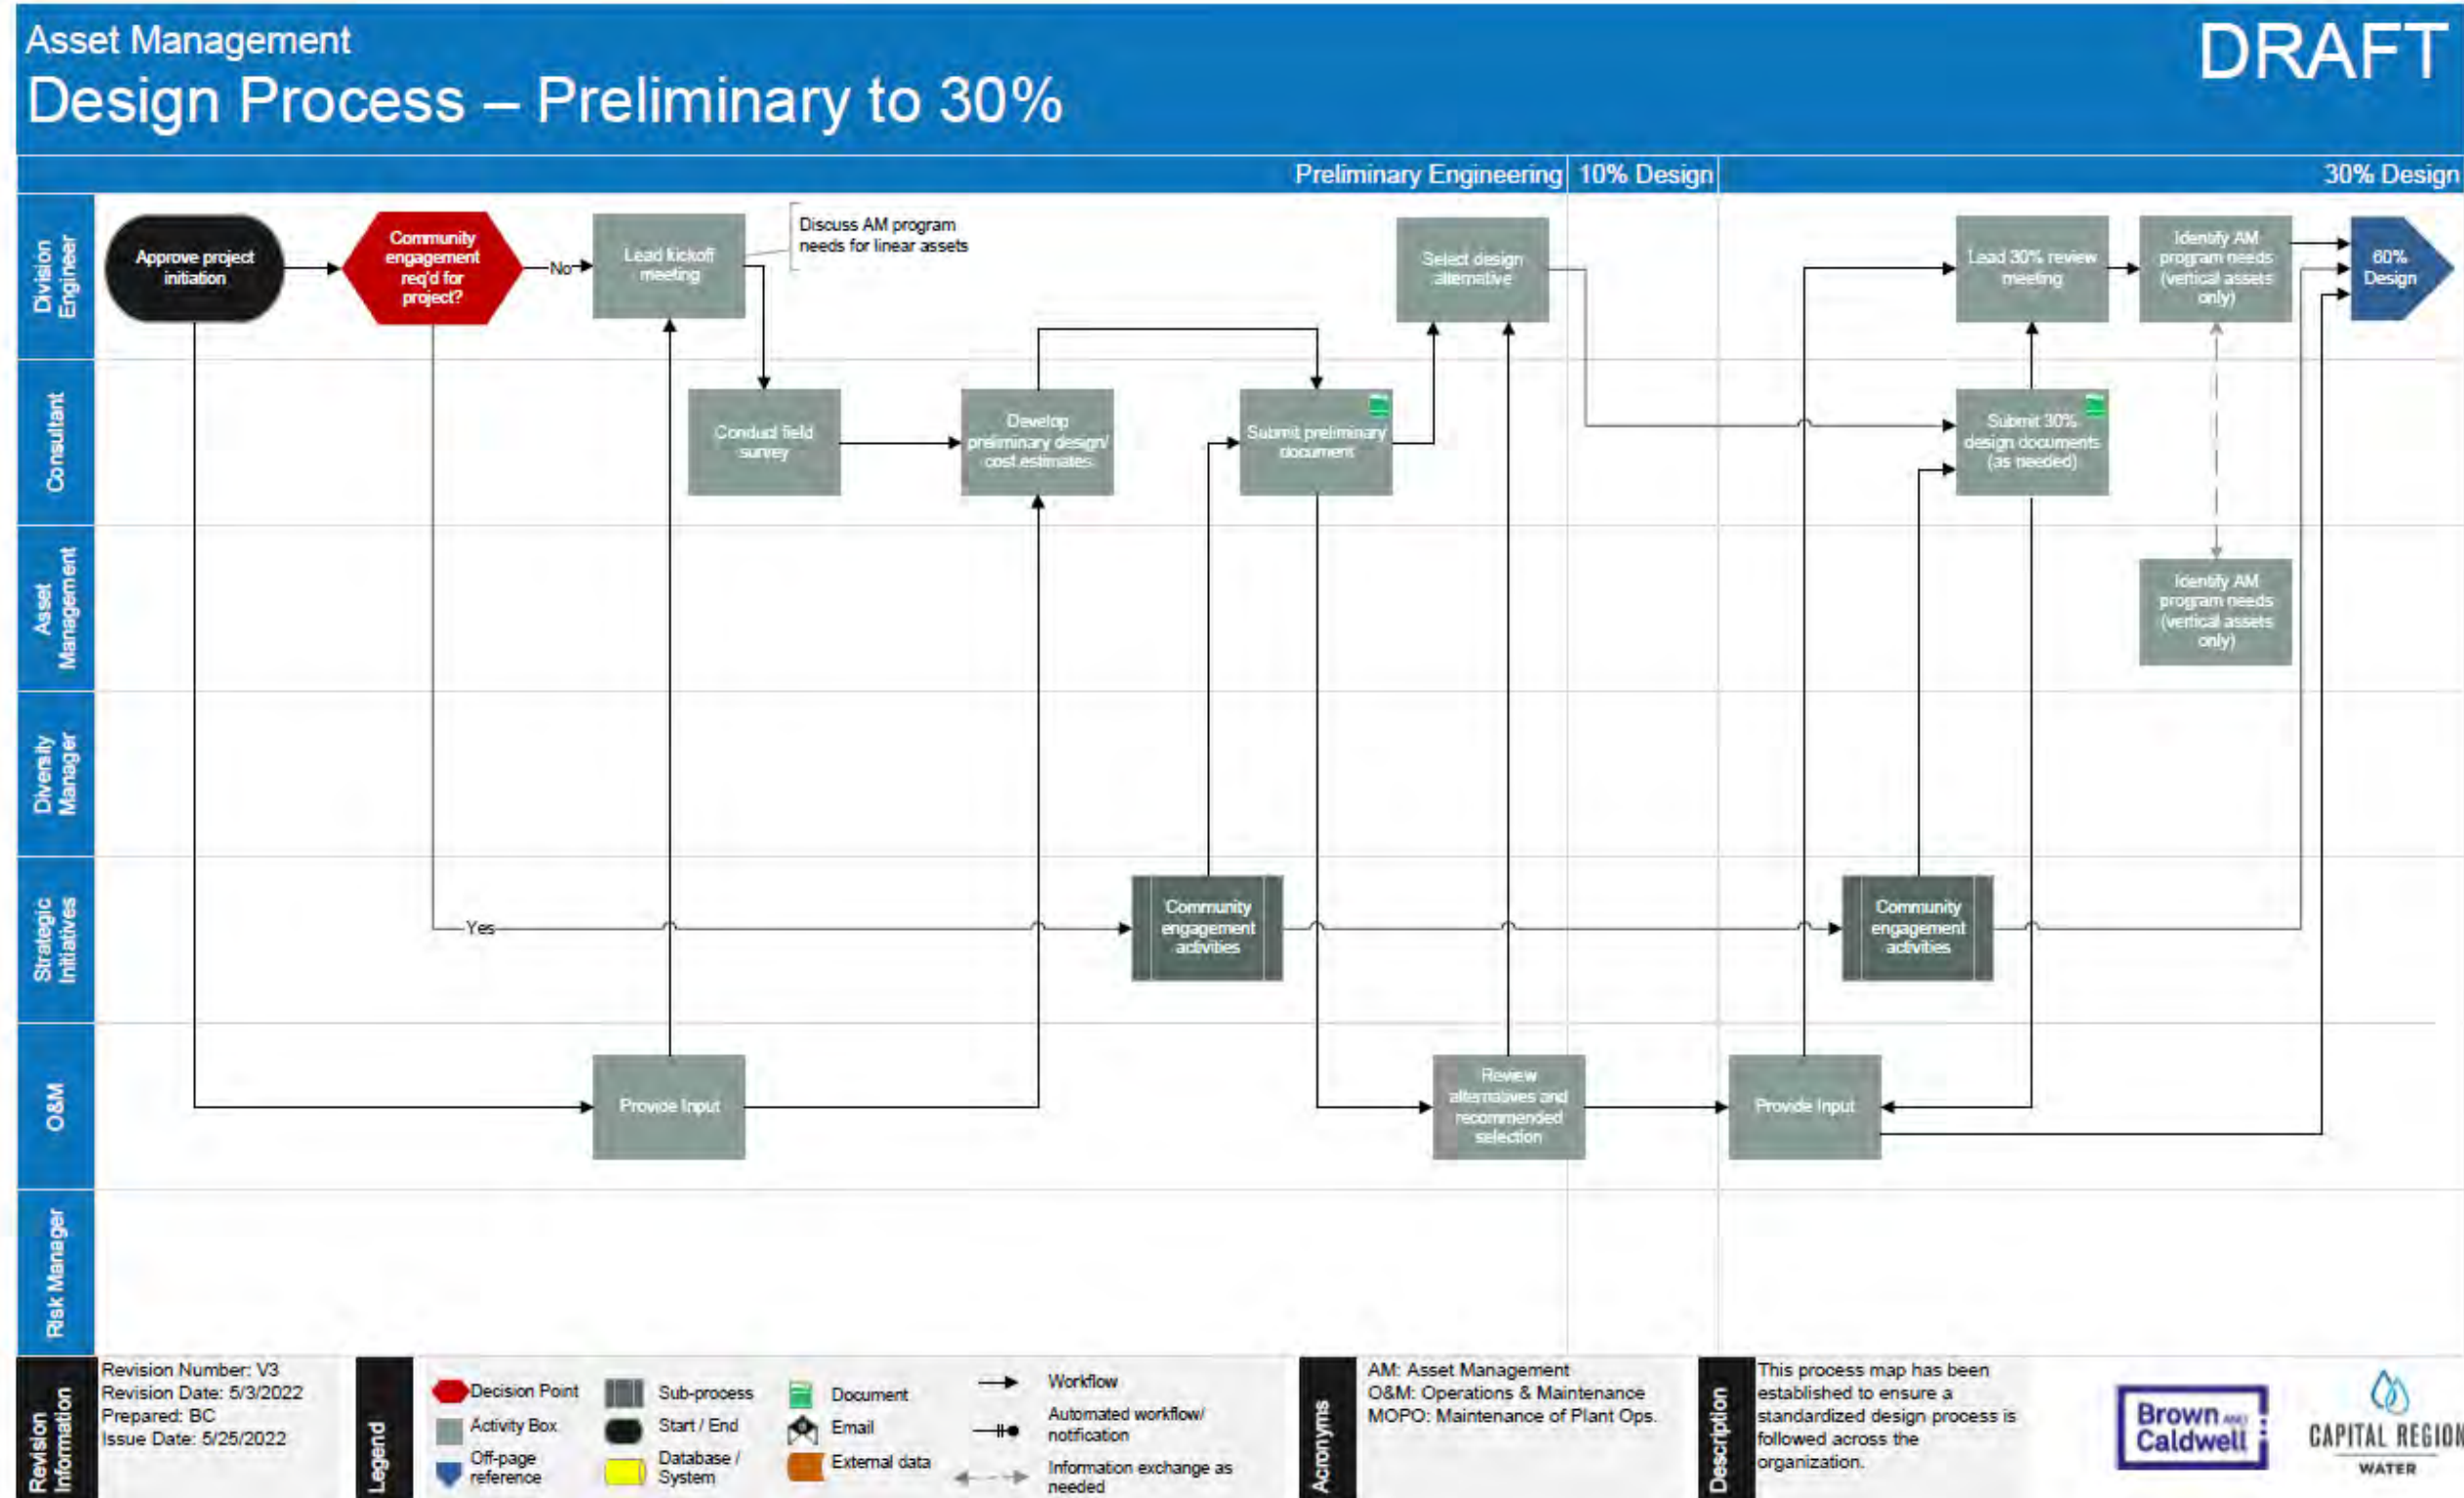 Asset Management
DRAFT
Design Process – Preliminary to 30%
Preliminary Engineering
10% Design
30% Design
Division
Engineer
Approve project
initiation
Community
engagement
req'd for
project?
No
Lead kickoff
meeting
Discuss AM program
needs for linear assets
Select design
alternative
Lead 30% review
meeting
Identify AM
program needs
(vertical assets
only)
60%
Design
Consultant
Conduct field
survey
Develop
preliminary design/
cost estimates
Submit preliminary
document
Submit 30%
design documents
(as needed)
Asset
Management
Identify AM
program needs
(vertical assets
only)
Diversity
Manager
Strategic
Initiatives
Yes
Community
engagement
activities
Community
engagement
activities
O&M
Provide Input
Review
alternatives and
recommended
selection
Provide Input
Risk Manager
Revision
Information
Revision Number: V3
Revision Date: 5/3/2022
Prepared: BC
Issue Date: 5/25/2022
Legend
Decision Point
Activity Box
Off-page
reference
Sub-process
Start / End
Database /
System
Document
Email
External data
Workflow
Automated workflow/
notification
Information exchange as
needed
Acronyms
AM: Asset Management
O&M: Operations & Maintenance
MOPO: Maintenance of Plant Ops.
Description
This process map has been
established to ensure a
standardized design process is
followed across the
organization.
Brown AND
Caldwell
CAPITAL REGION
WATER